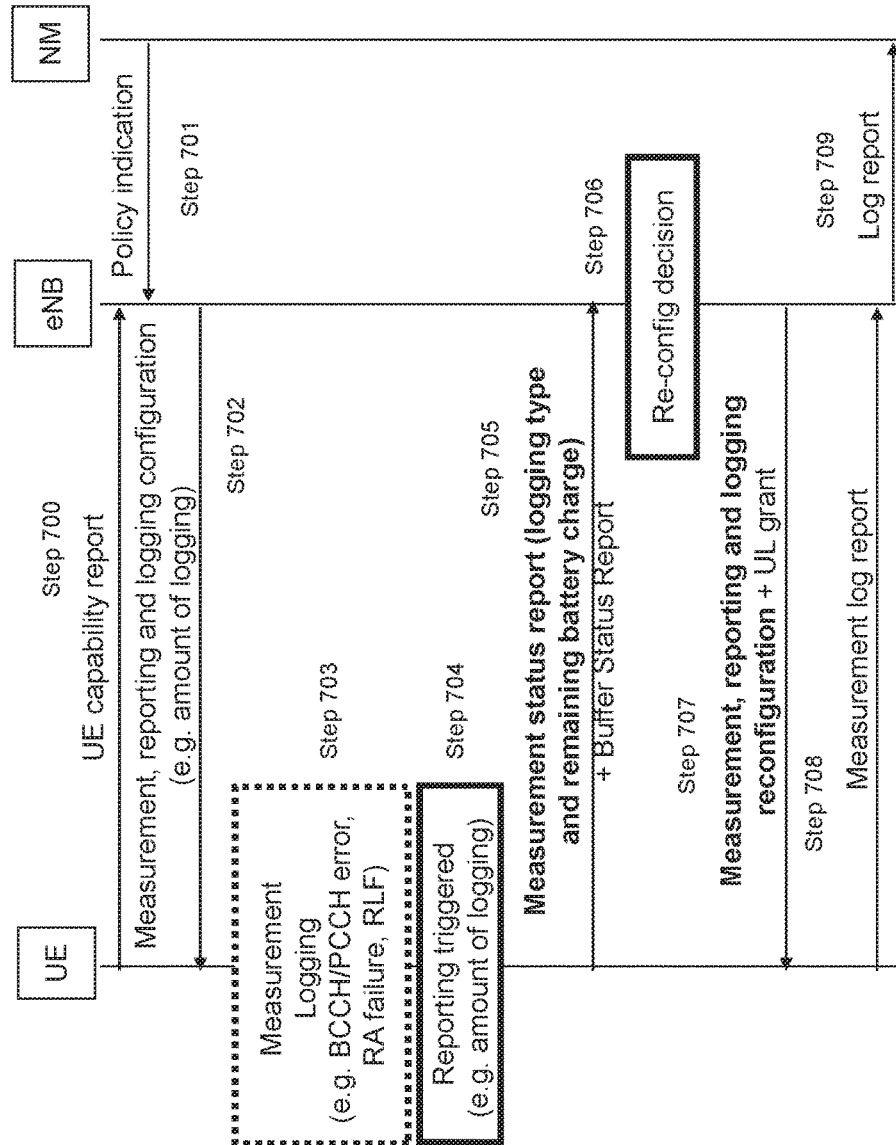 UE
eNB
NM
Step 700
UE capability report
Policy indication
Step 701
Measurement, reporting and logging configuration
(e.g. amount of logging)
Step 702
Measurement
Logging
(e.g. BCCH/PCCH error,
RA failure, RLF)
Step 703
Reporting triggered
(e.g. amount of logging)
Step 704
Step 705
Measurement status report (logging type
and remaining battery charge)
+ Buffer Status Report
Step 706
Re-config decision
Step 707
Measurement, reporting and logging
reconfiguration + UL grant
Step 708
Measurement log report
Step 709
Log report